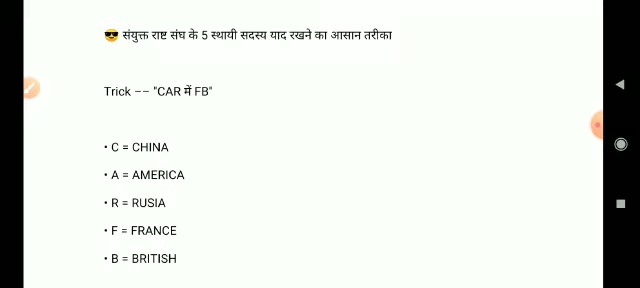 😎 संयुक्त राष्ट संघ के 5 स्थायी सदस्य याद रखने का आसान तरीका
Trick –– "CAR में FB"
• C = CHINA
• A = AMERICA
• R = RUSIA
• F = FRANCE
• B = BRITISH